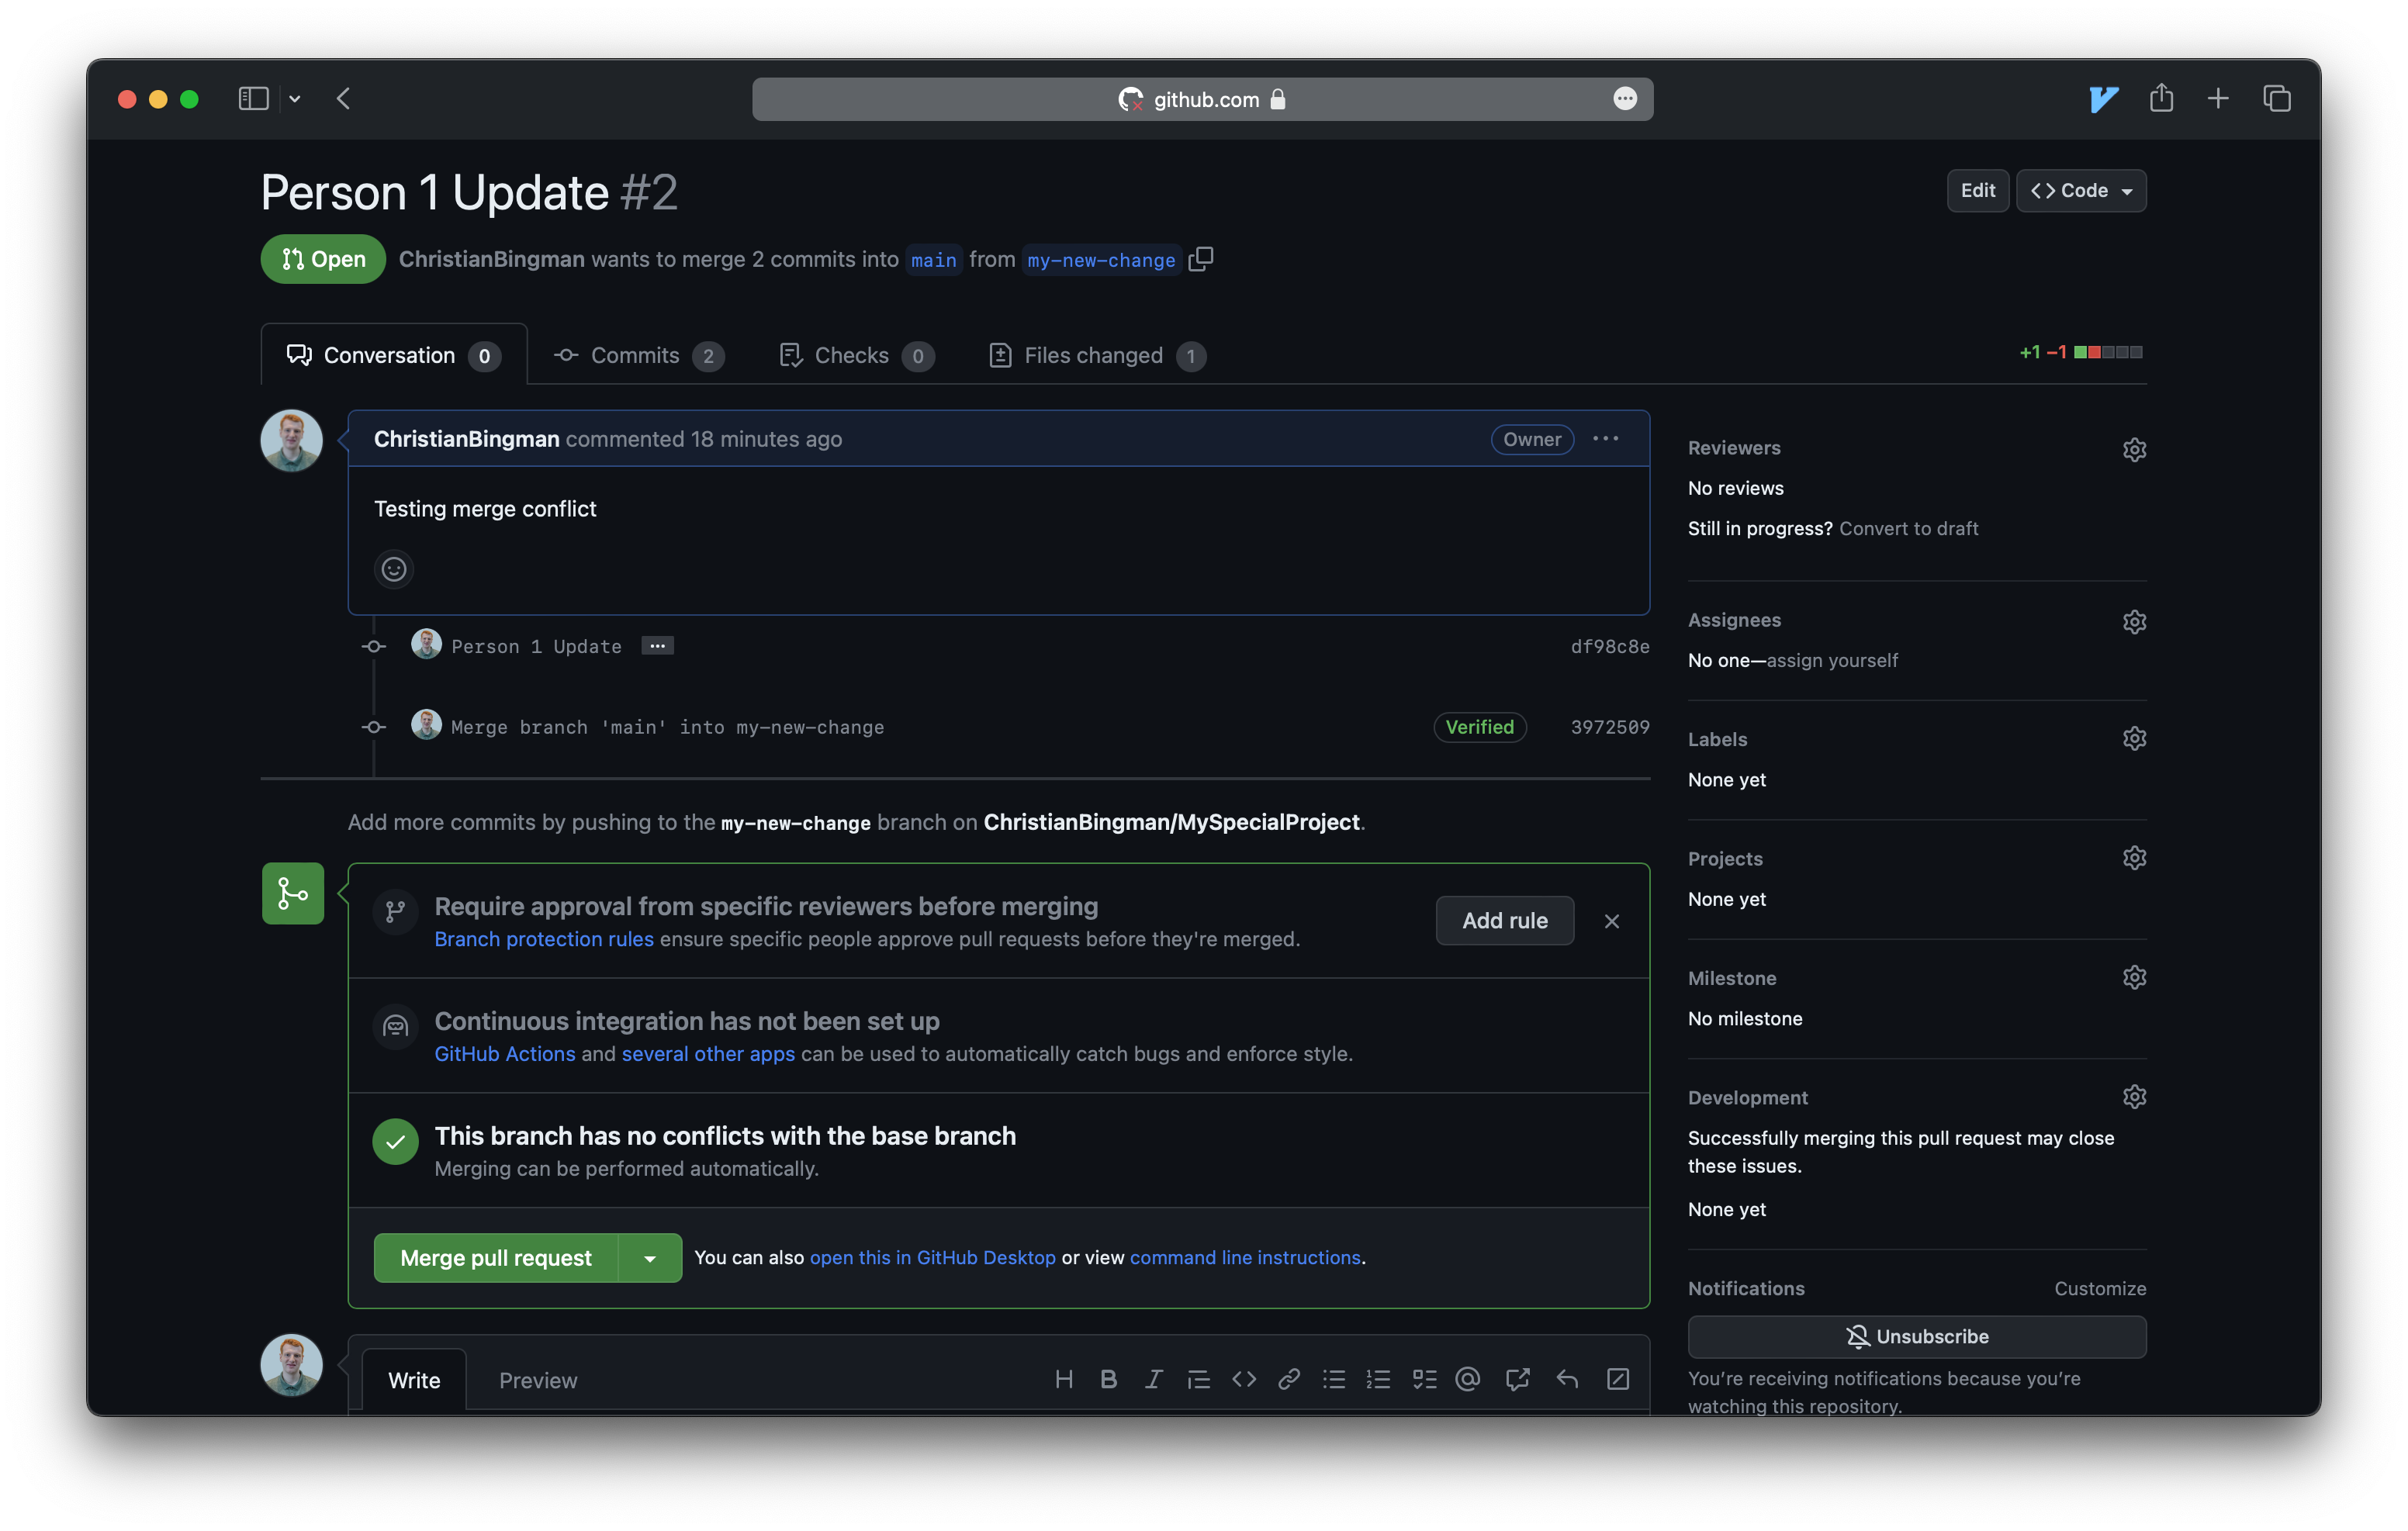 github.com
Person 1 Update #2
Edit
Code
Open
ChristianBingman wants to merge 2 commits into main from my-new-change
Conversation 0
Commits 2
Checks 0
Files changed 1
+1 −1
ChristianBingman commented 18 minutes ago
Owner
Testing merge conflict
Person 1 Update
df98c8e
Merge branch 'main' into my-new-change
Verified
3972509
Add more commits by pushing to the my-new-change branch on ChristianBingman/MySpecialProject.
Require approval from specific reviewers before merging
Branch protection rules ensure specific people approve pull requests before they're merged.
Add rule
Continuous integration has not been set up
GitHub Actions and several other apps can be used to automatically catch bugs and enforce style.
This branch has no conflicts with the base branch
Merging can be performed automatically.
Merge pull request
You can also open this in GitHub Desktop or view command line instructions.
Write
Preview
Reviewers
No reviews
Still in progress? Convert to draft
Assignees
No one—assign yourself
Labels
None yet
Projects
None yet
Milestone
No milestone
Development
Successfully merging this pull request may close
these issues.
None yet
Notifications
Customize
Unsubscribe
You're receiving notifications because you're
watching this repository.